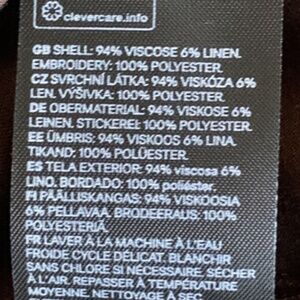 clevercare.info
GB SHELL: 94% VISCOSE 6% LINEN.
EMBROIDERY: 100% POLYESTER.
CZ SVRCHNÍ LÁTKA: 94% VISKÓZA 6%
LEN. VÝŠIVKA: 100% POLYESTER.
DE OBERMATERIAL: 94% VISKOSE 6%
LEINEN. STICKEREI: 100% POLYESTER.
EE ÜMBRIS: 94% VISKOOS 6% LINA.
TIKAND: 100% POLÜESTER.
ES TELA EXTERIOR: 94% viscosa 6%
LINO. BORDADO: 100% poliéster.
FI PÄÄLLISKANGAS: 94% VISKOOSIA
6% PELLAVAA. BRODEERAUS: 100%
POLYESTERIÄ.
FR LAVER À LA MACHINE À L'EAU
FROIDE CYCLE DÉLICAT. BLANCHIR
SANS CHLORE SI NÉCESSAIRE. SÉCHER
À L'AIR. REPASSER À TEMPÉRATURE
MOYENNE. NETTOYAGE À SEC